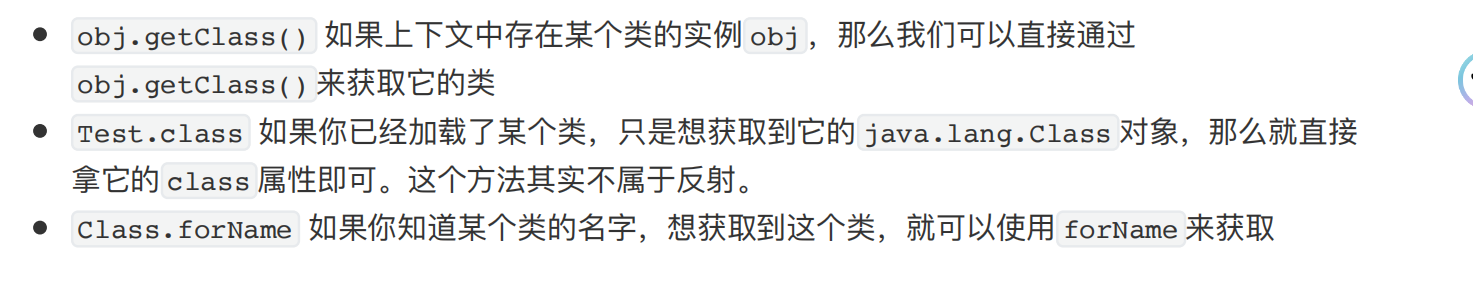 obj.getClass() 如果上下文中存在某个类的实例obj，那么我们可以直接通过
obj.getClass()来获取它的类
Test.class 如果你已经加载了某个类，只是想获取到它的java.lang.Class对象，那么就直接
拿它的class属性即可。这个方法其实不属于反射。
Class.forName 如果你知道某个类的名字，想获取到这个类，就可以使用forName来获取